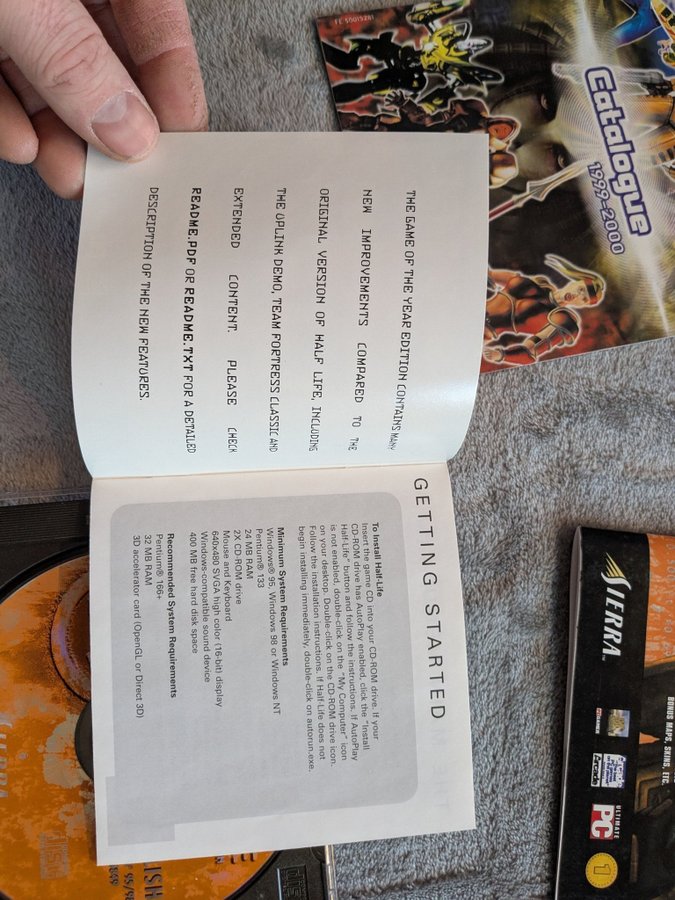 THE GAME OF THE YEAR EDITION CONTAINS MANY
NEW IMPROVEMENTS COMPARED TO THE
ORIGINAL VERSION OF HALF LIFE, INCLUDING
THE UPLINK DEMO, TEAM FORTRESS CLASSIC AND
EXTENDED CONTENT. PLEASE CHECK
README.PDF OR README.TXT FOR A DETAILED
DESCRIPTION OF THE NEW FEATURES.
GETTING STARTED
To Install Half-Life
Insert the game CD into your CD-ROM drive. If your
CD-ROM drive has AutoPlay enabled, click the "Install
Half-Life" button and follow the instructions. If AutoPlay
is not enabled, double-click on the "My Computer" icon
on your desktop. Double-click on the CD-ROM drive icon.
Follow the installation instructions. If Half-Life does not
begin installing immediately, double-click on autorun.exe.
Minimum System Requirements
Windows® 95, Windows 98 or Windows NT
Pentium® 133
24 MB RAM
2X CD-ROM drive
Mouse and Keyboard
640x480 SVGA high color (16-bit) display
Windows-compatible sound device
400 MB free hard disk space
Recommended System Requirements
Pentium® 166+
32 MB RAM
3D accelerator card (OpenGL or Direct 3D)
FE S0015261
Catalogue
1999-2000
SIERRA™
BONUS MAPS, SKINS, ETC.
Arcade
ULTIMATE
PC
SIERRA
LISH